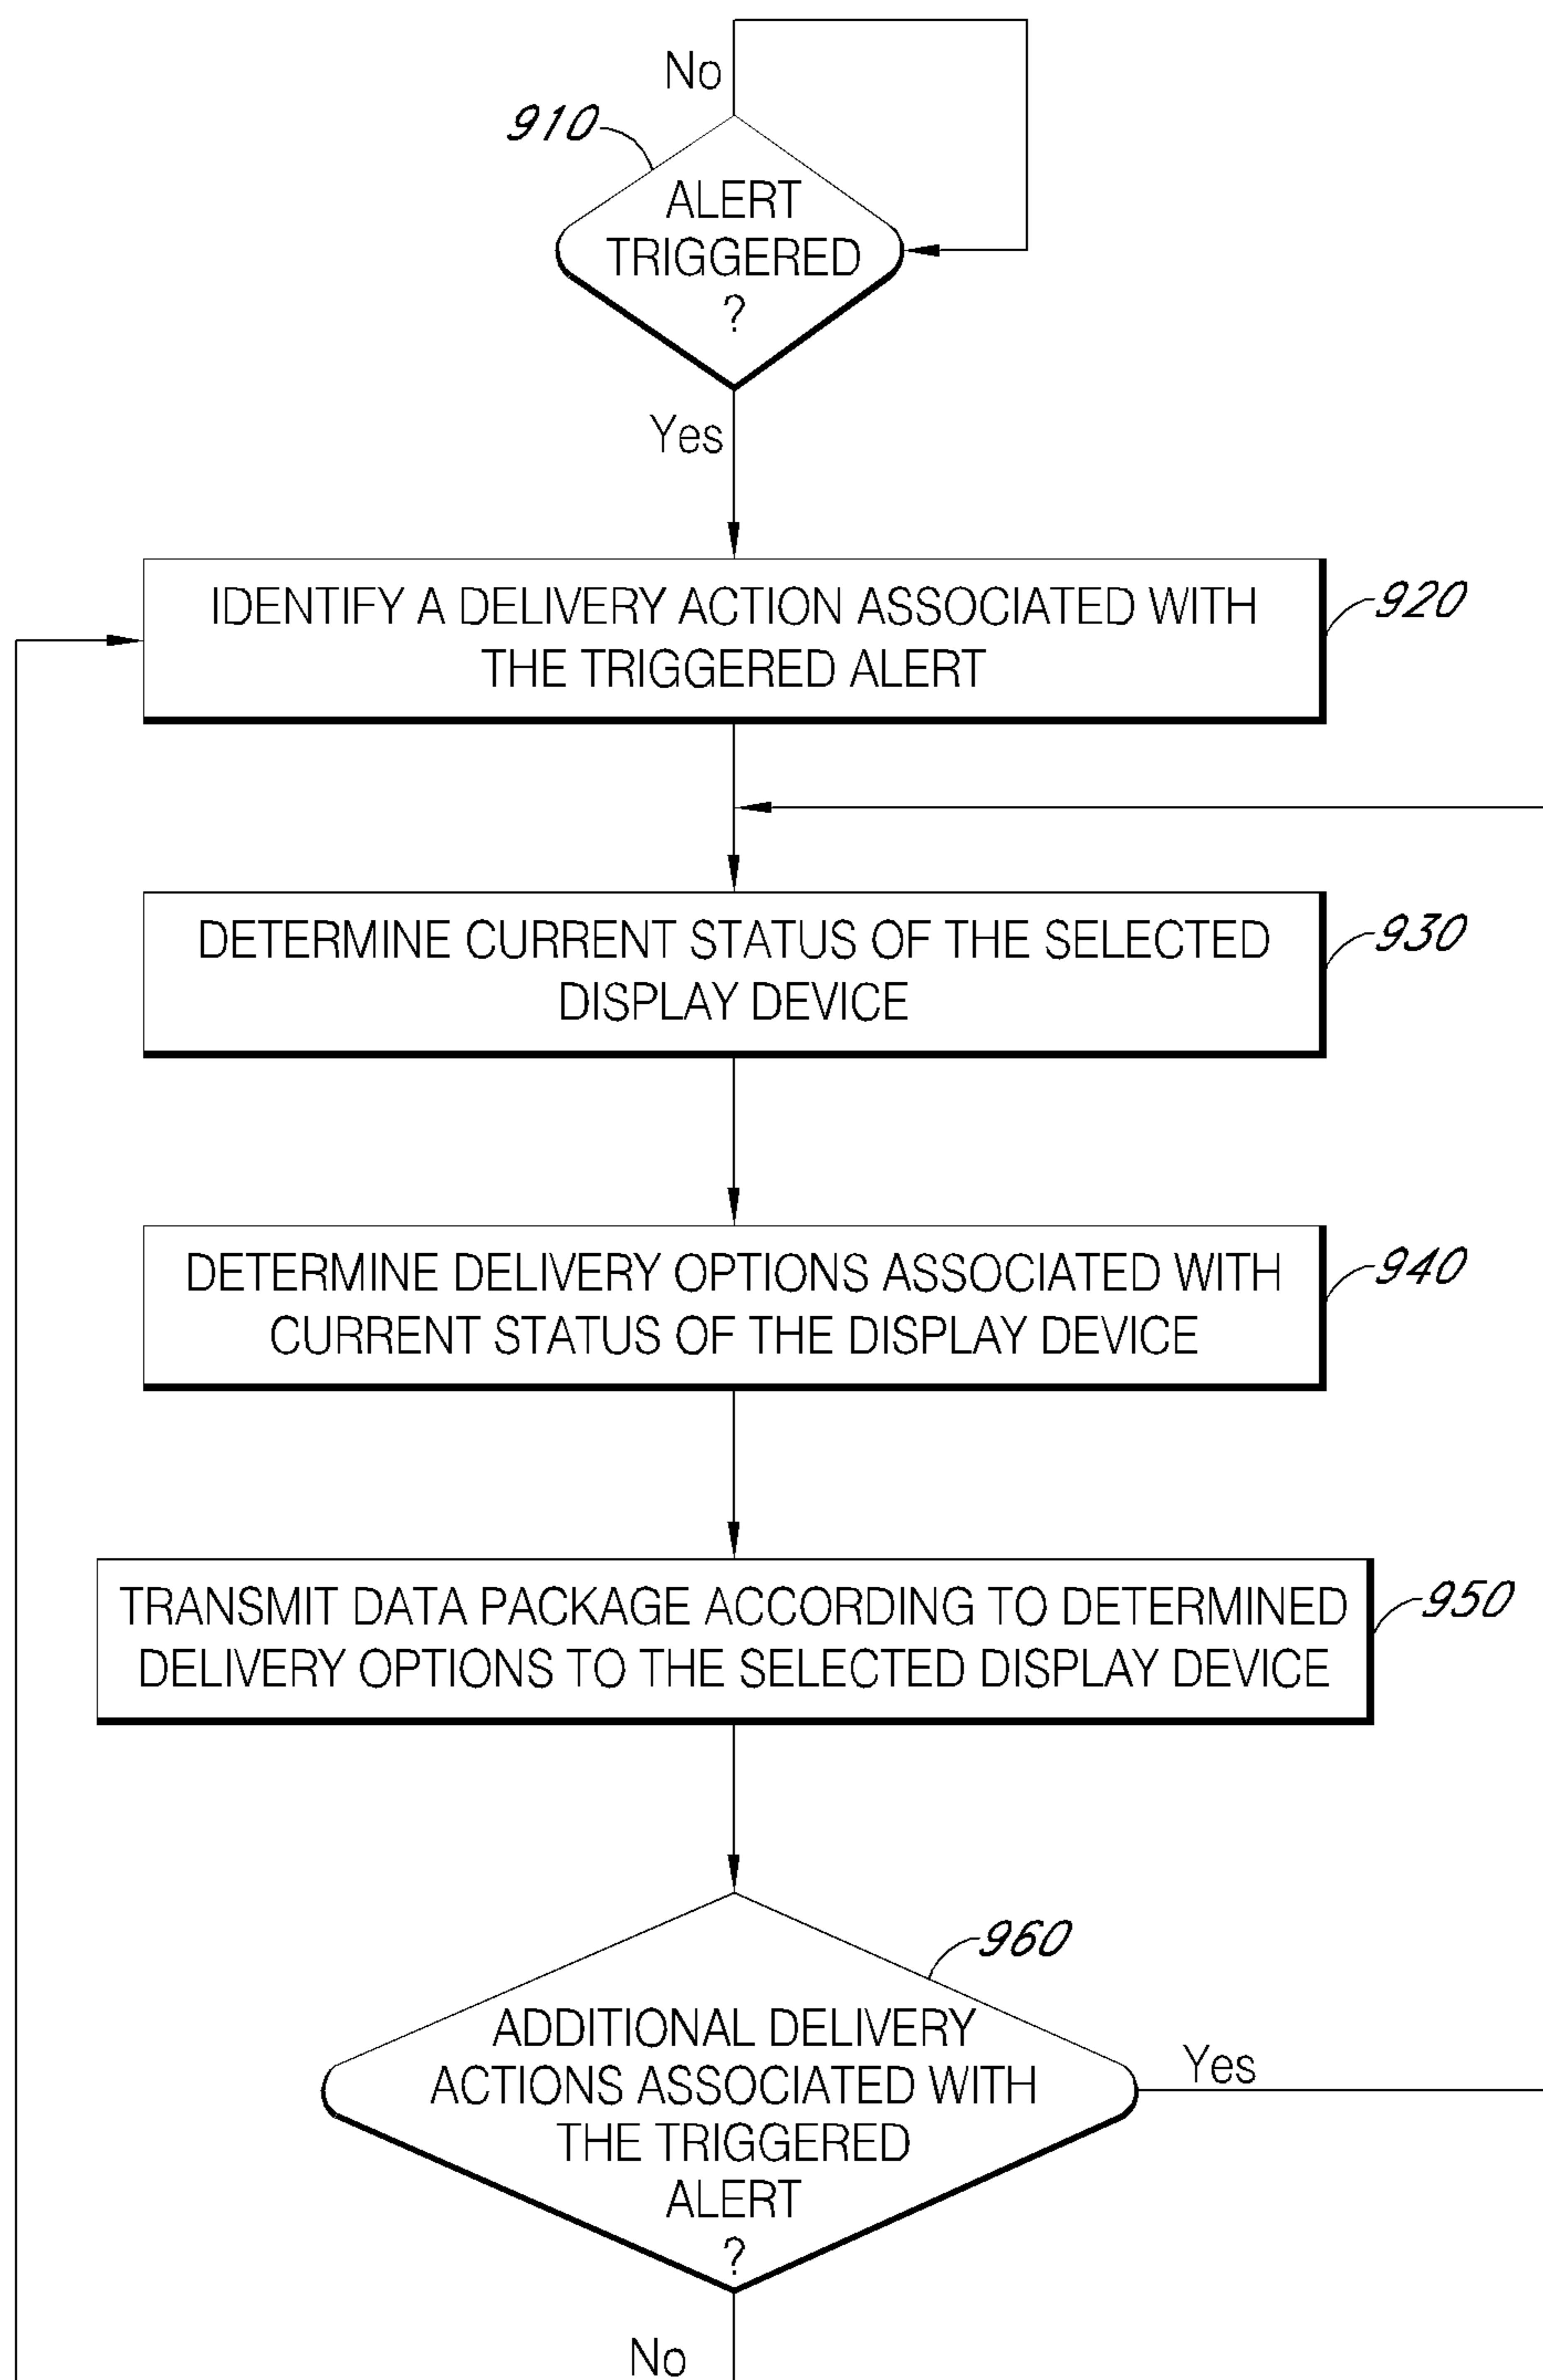 No
910
ALERT
TRIGGERED
?
Yes
IDENTIFY A DELIVERY ACTION ASSOCIATED WITH
THE TRIGGERED ALERT
920
DETERMINE CURRENT STATUS OF THE SELECTED
DISPLAY DEVICE
930
DETERMINE DELIVERY OPTIONS ASSOCIATED WITH
CURRENT STATUS OF THE DISPLAY DEVICE
940
TRANSMIT DATA PACKAGE ACCORDING TO DETERMINED
DELIVERY OPTIONS TO THE SELECTED DISPLAY DEVICE
950
960
ADDITIONAL DELIVERY
ACTIONS ASSOCIATED WITH
THE TRIGGERED
ALERT
?
Yes
No